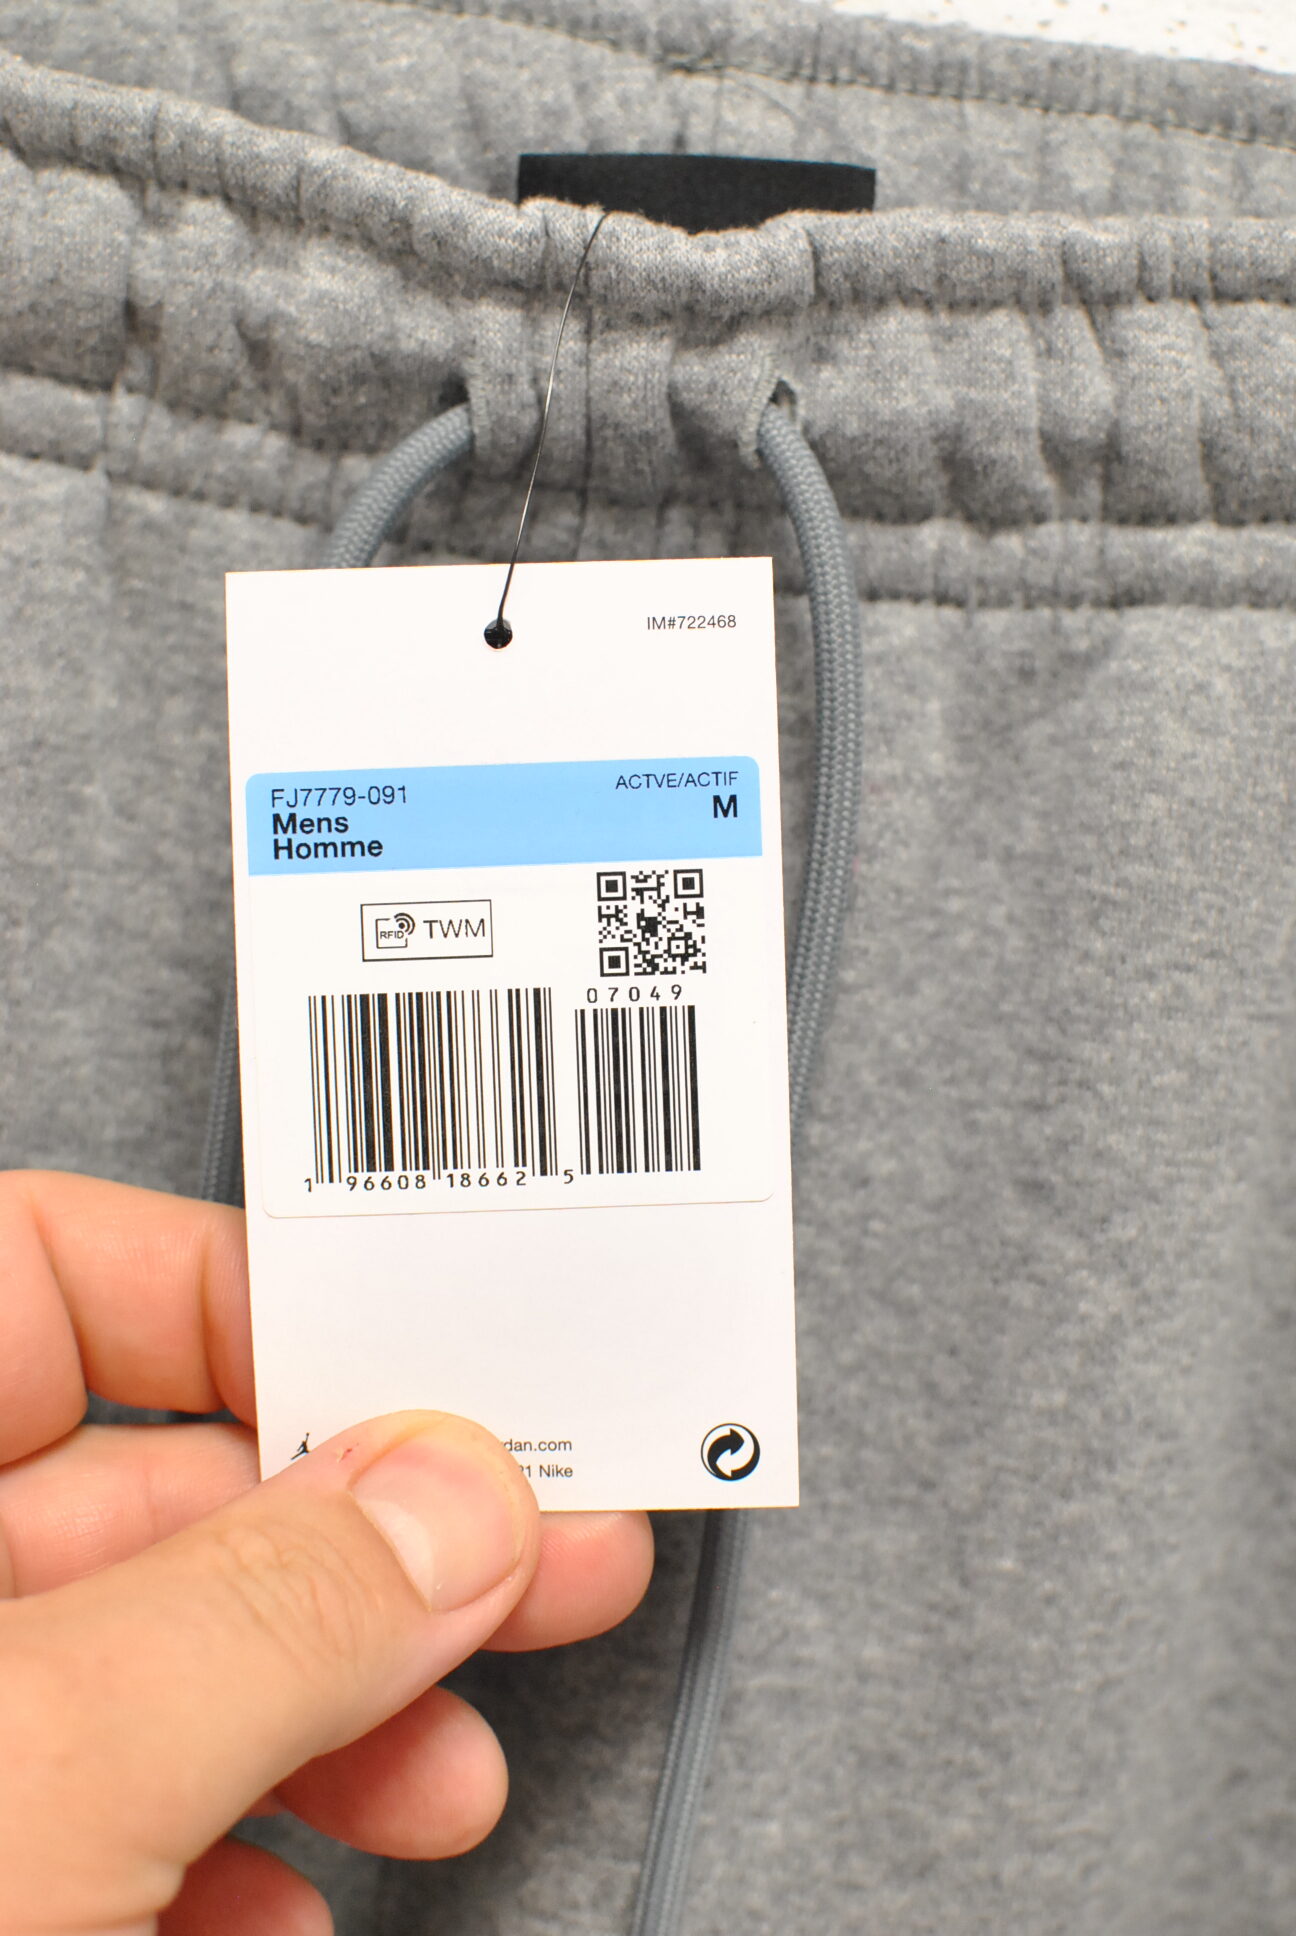 IM#722468
FJ7779-091
ACTVE/ACTIF
Mens
M
Homme
RFID TWM
07049
1 96608 18662 5
dan.com
Nike